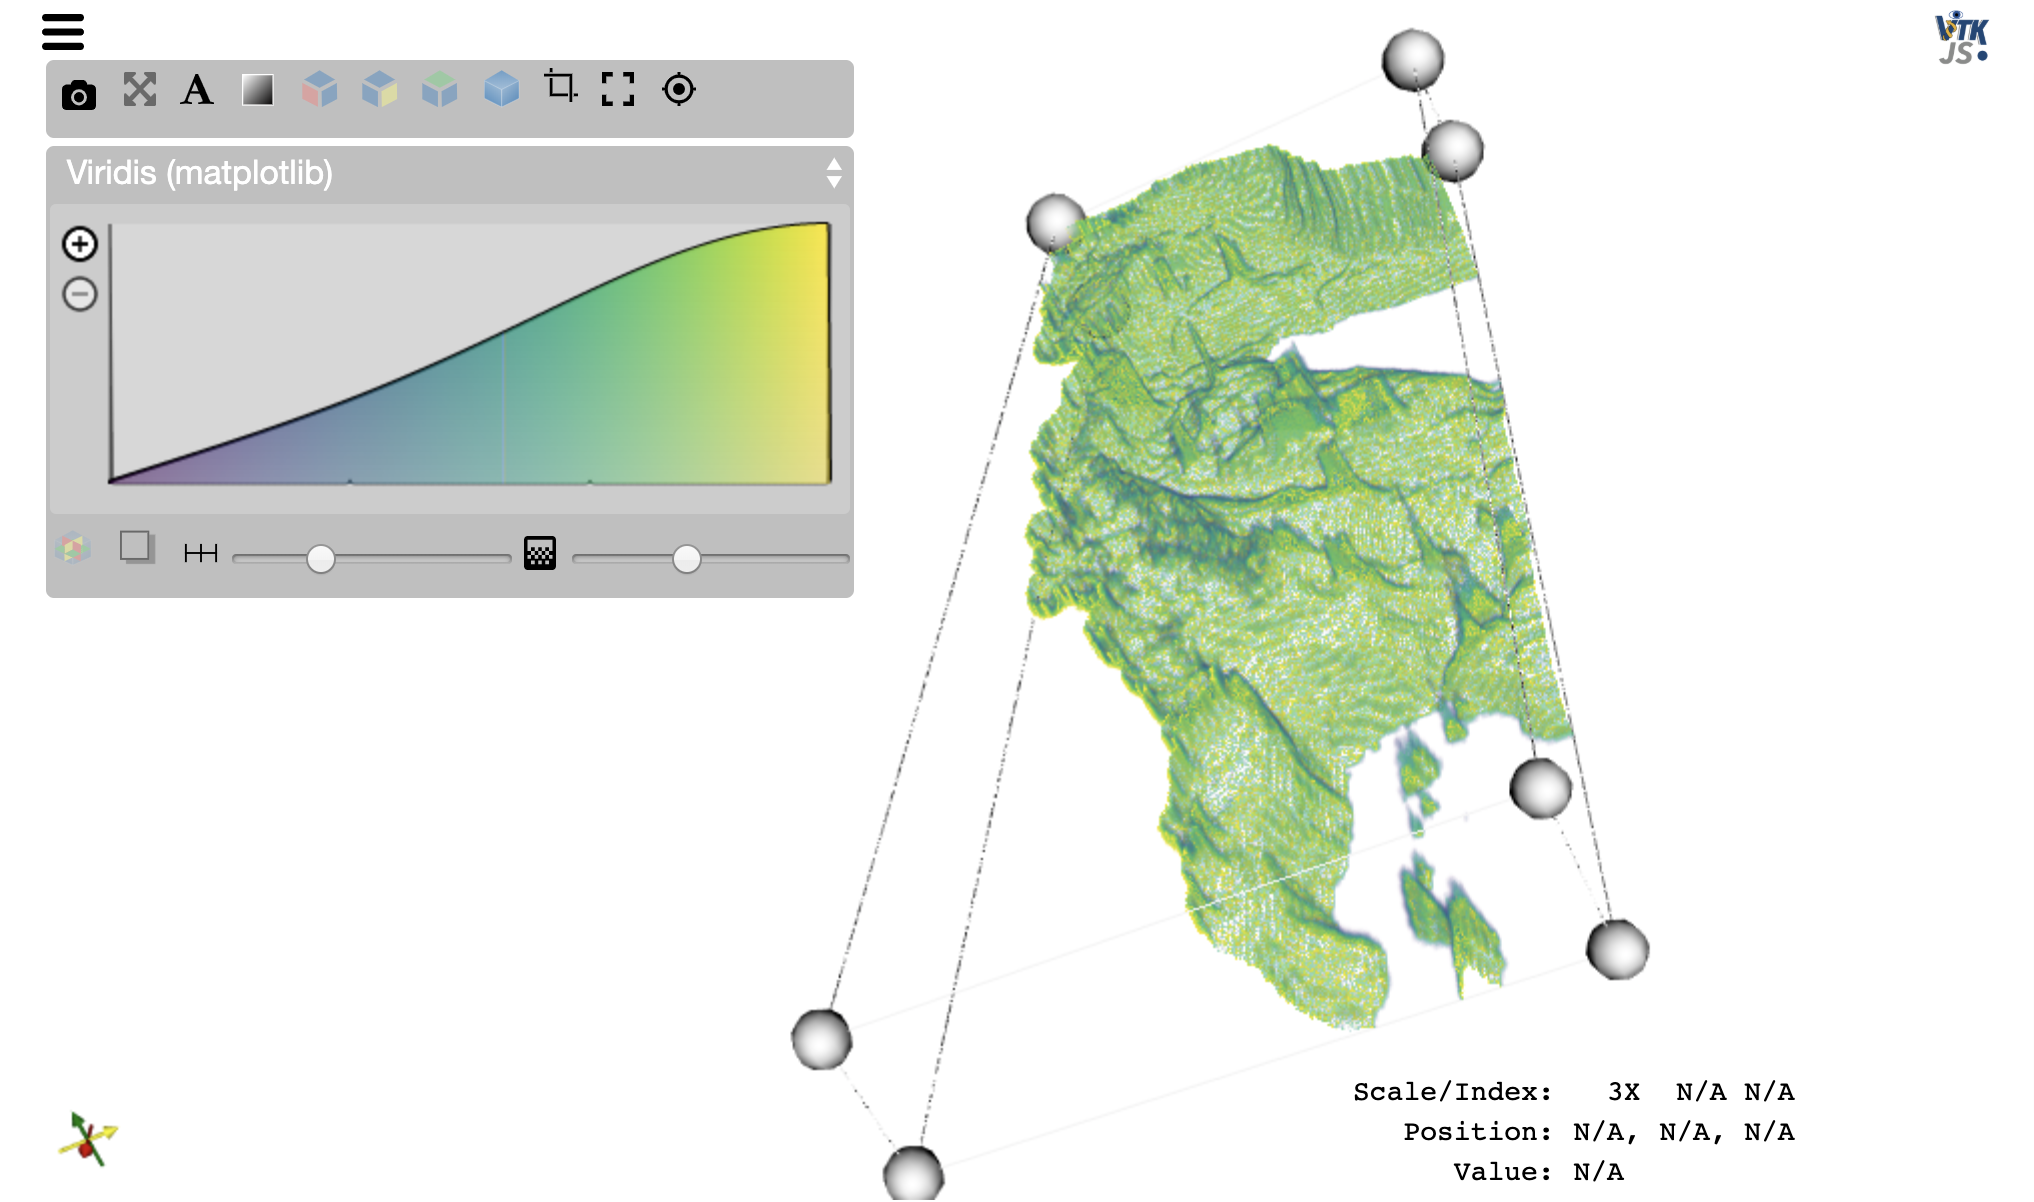 VTK
JS
A
Viridis (matplotlib)
Scale/Index: 3X N/A N/A
Position: N/A, N/A, N/A
Value: N/A